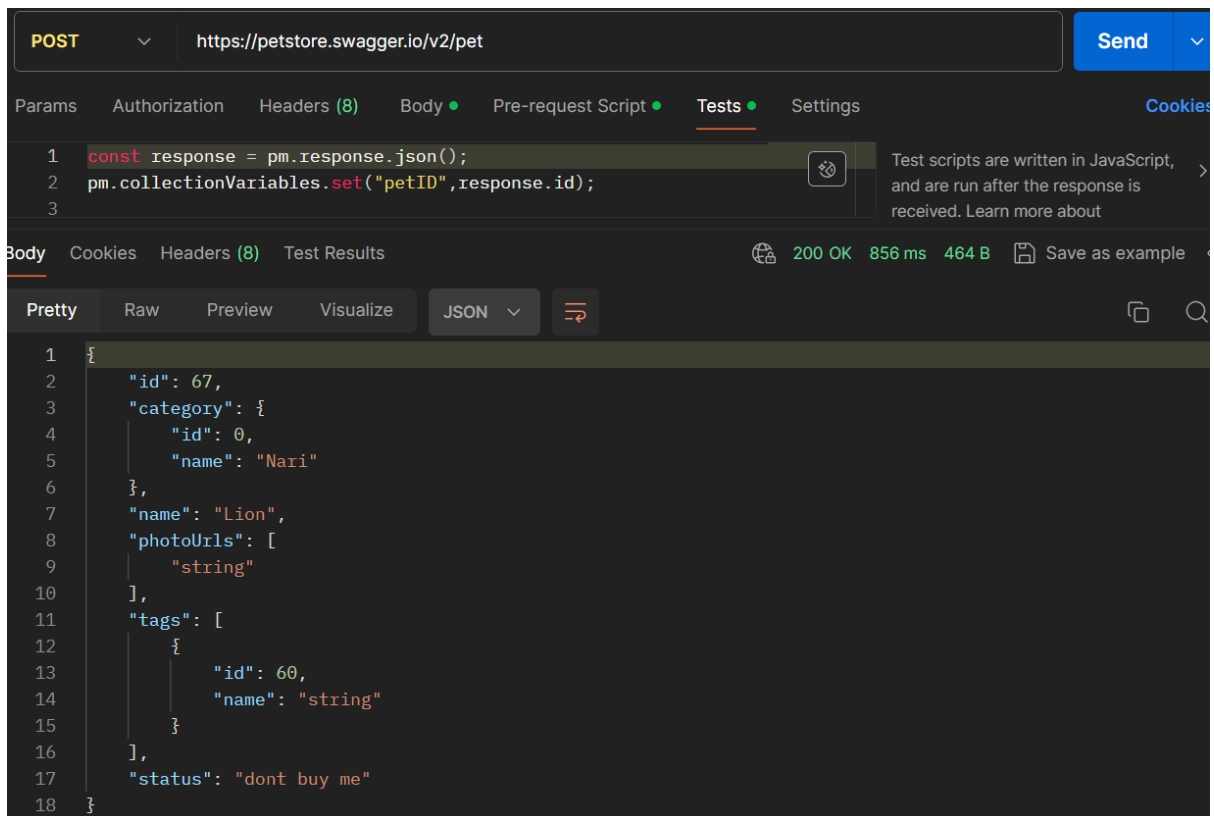 POST https://petstore.swagger.io/v2/pet Send
Params Authorization Headers (8) Body Pre-request Script Tests Settings Cookies
1 const response = pm.response.json();
2 pm.collectionVariables.set("petID",response.id);
3
Test scripts are written in JavaScript,
and are run after the response is
received. Learn more about
Body Cookies Headers (8) Test Results 200 OK 856 ms 464 B Save as example
Pretty Raw Preview Visualize JSON
1 {
2 "id": 67,
3 "category": {
4 "id": 0,
5 "name": "Nari"
6 },
7 "name": "Lion",
8 "photoUrls": [
9 "string"
10 ],
11 "tags": [
12 {
13 "id": 60,
14 "name": "string"
15 }
16 ],
17 "status": "dont buy me"
18 }